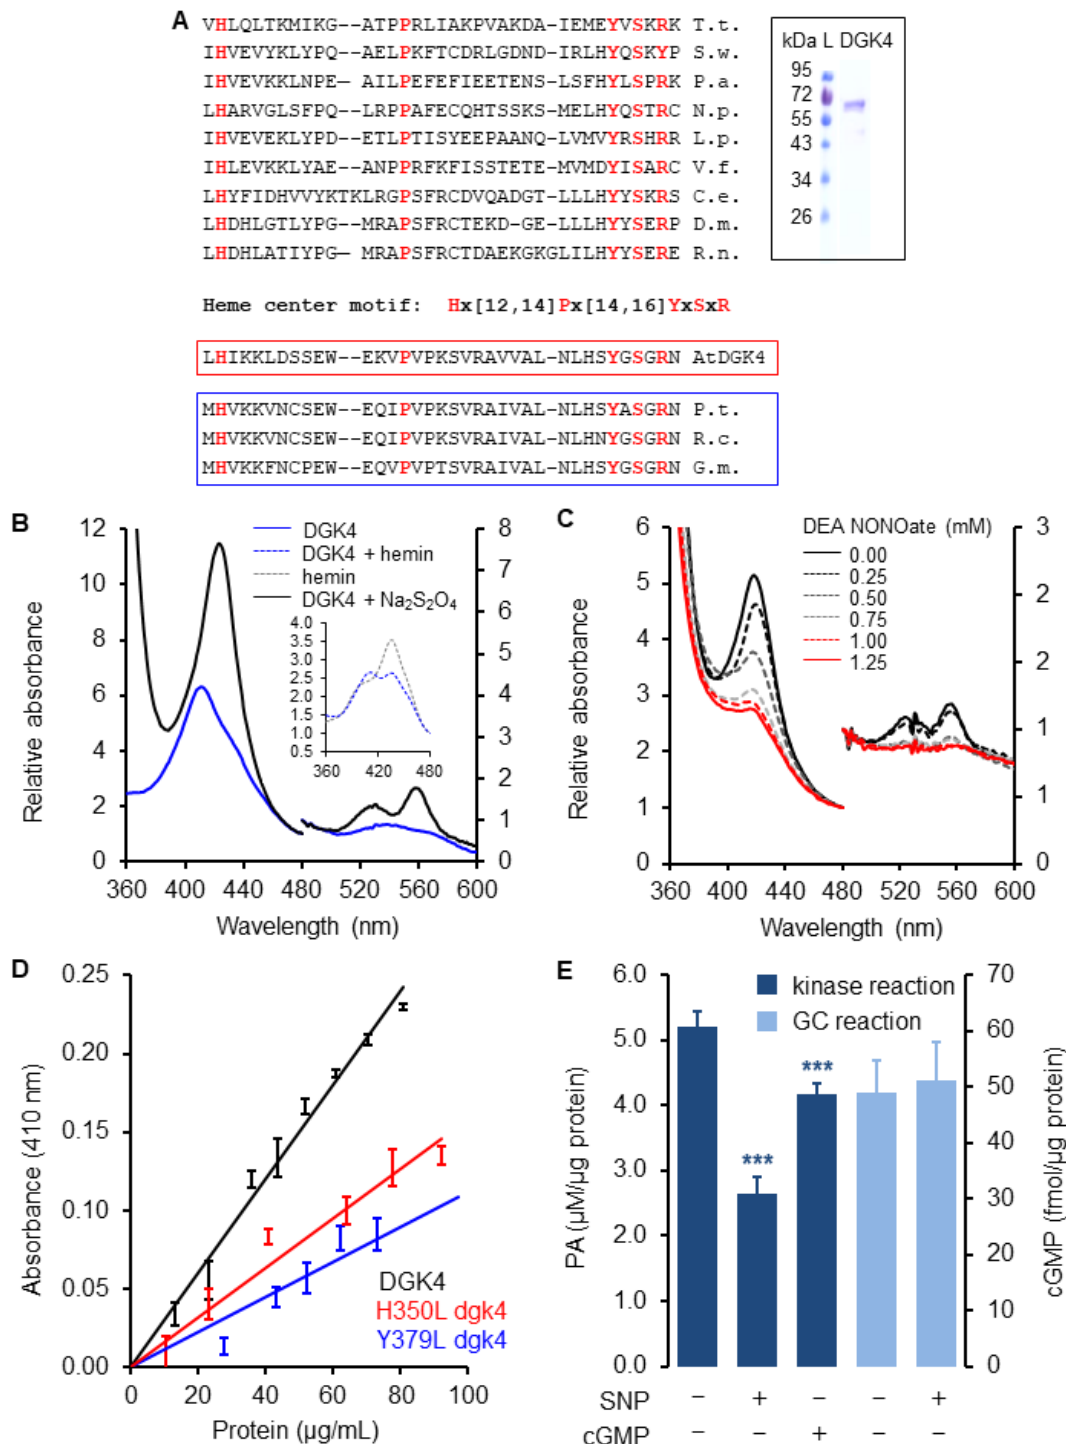 A
VHLQLTKMIKG--ATPPRLIAKPVAKDA-IEMEYVSKRK T.t.
IHVEVYKLYPQ--AELPKFTCDRLGDND-IRLHYQSKYP S.w.
IHVEVKKLNPE--AILPEFEFIEETENS-LSFHYLSPRK P.a.
LHARVGLSFPQ--LRPPAFECQHTSSKS-MELHYQSTRC N.p.
IHVEVEKLYPD--ETLPTISYEEPAANQ-LVMVYRSHRR L.p.
IHLEVKKLYAE--ANPPRFKFISSTETE-MVMDYISARC V.f.
LHYFIDHVVYKTKLRGPSFRCDVQADGT-LLLHYYSKRS C.e.
LHDHLGTLYPG--MRAPSFRCTEKD-GE-LLLHYYSERP D.m.
LHDHLATIYPG--MRAPSFRCTDAEKGKGLILHYYSERE R.n.
kDa L DGK4
95
72
55
43
34
26
Heme center motif: Hx[12,14]Px[14,16]YxSxR
LHIKKLDSSEW--EKVPVPKSVRAVVAL-NLHSYGSGRN AtDGK4
MHVKKVNCSEW--EQIPVPKSVRAIVAL-NLHSYASGRN P.t.
MHVKKVNCSEW--EQIPVPKSVRAIVAL-NLHNYGSGRN R.c.
MHVKKFNCPEW--EQVPVPTSVRAIVAL-NLHSYGSGRN G.m.
B
Relative absorbance
12
10
8
6
4
2
0
DGK4
DGK4 + hemin
hemin
DGK4 + Na₂S₂O₄
4.0
3.5
3.0
2.5
2.0
1.5
1.0
0.5
360 420 480
8
7
6
5
4
3
2
1
0
360 400 440 480 520 560 600
Wavelength (nm)
C
Relative absorbance
6
5
4
3
2
1
0
DEA NONOate (mM)
0.00
0.25
0.50
0.75
1.00
1.25
3
2
2
1
1
0
360 400 440 480 520 560 600
Wavelength (nm)
D
Absorbance (410 nm)
0.25
0.20
0.15
0.10
0.05
0.00
DGK4
H350L dgk4
Y379L dgk4
0 20 40 60 80 100
Protein (µg/mL)
E
PA (µM/µg protein)
6.0
5.0
4.0
3.0
2.0
1.0
0.0
kinase reaction
GC reaction
***
***
70
60
50
40
30
20
10
0
cGMP (fmol/µg protein)
SNP – + – – +
cGMP – – + – –